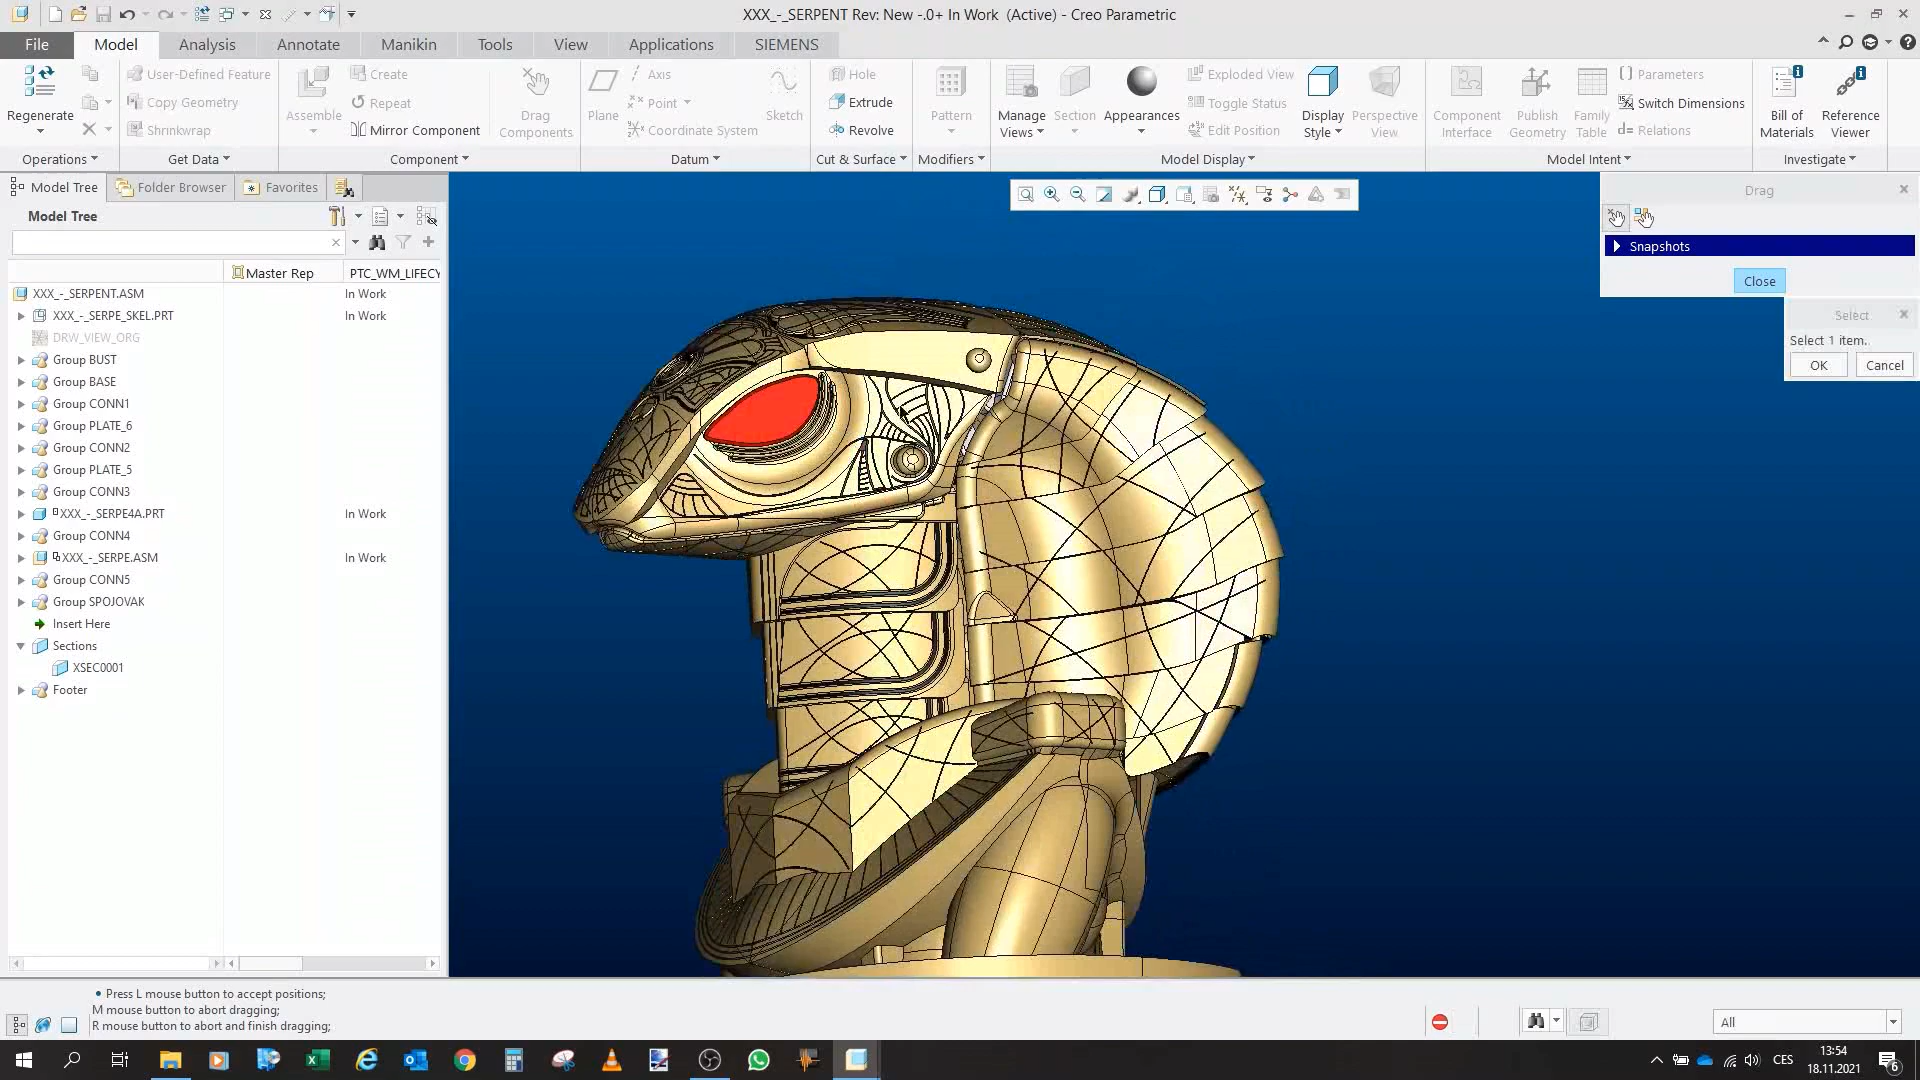 XXX_-_SERPENT Rev: New -.0+ In Work (Active) - Creo Parametric
File Model Analysis Annotate Manikin Tools View Applications SIEMENS
Regenerate
User-Defined Feature
Copy Geometry
Shrinkwrap
Assemble
Create
Repeat
Mirror Component
Drag Components
Plane
Axis
Point
Coordinate System
Sketch
Hole
Extrude
Revolve
Pattern
Manage Views
Section
Appearances
Exploded View
Toggle Status
Edit Position
Display Style
Perspective View
Component Interface
Publish Geometry
Family Table
Parameters
Switch Dimensions
Relations
Bill of Materials
Reference Viewer
Operations Get Data Component Datum Cut & Surface Modifiers Model Display Model Intent Investigate
Model Tree Folder Browser Favorites
Model Tree
Master Rep PTC_WM_LIFECY
XXX_-_SERPENT.ASM In Work
XXX_-_SERPE_SKEL.PRT In Work
DRW_VIEW_ORG
Group BUST
Group BASE
Group CONN1
Group PLATE_6
Group CONN2
Group PLATE_5
Group CONN3
XXX_-_SERPE4A.PRT In Work
Group CONN4
XXX_-_SERPE.ASM In Work
Group CONN5
Group SPOJOVAK
Insert Here
Sections
XSEC0001
Footer
Drag
Snapshots
Close
Select
Select 1 item.
OK Cancel
• Press L mouse button to accept positions;
M mouse button to abort dragging;
R mouse button to abort and finish dragging;
All
CES
13:54
18.11.2021
6